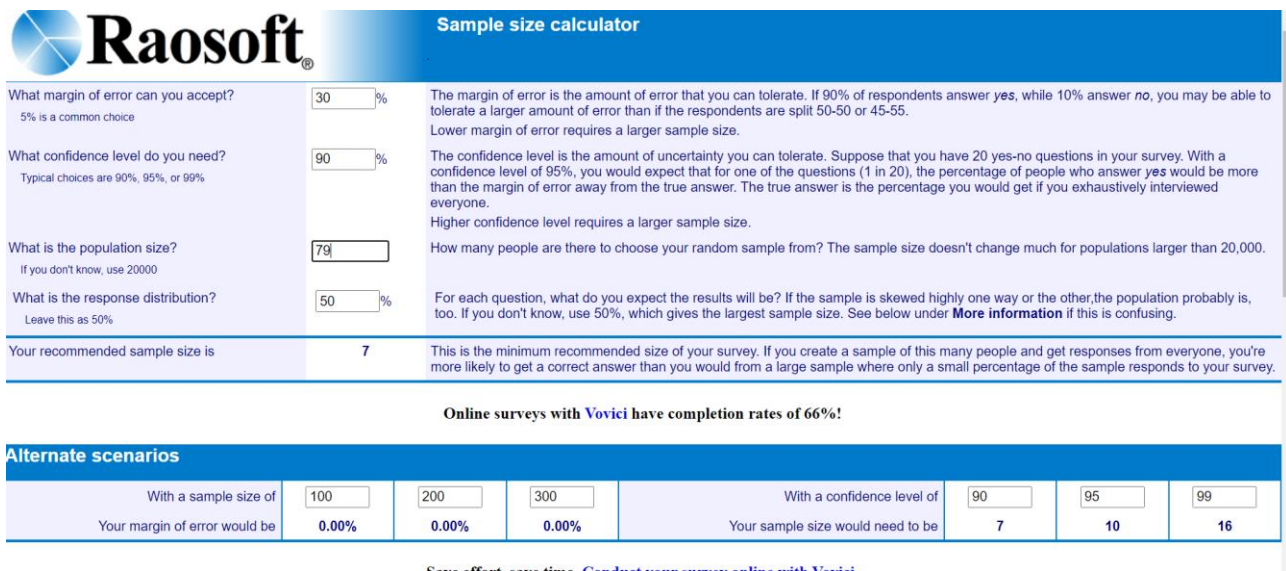 Raosoft®
Sample size calculator
What margin of error can you accept?
5% is a common choice
30 %
The margin of error is the amount of error that you can tolerate. If 90% of respondents answer yes, while 10% answer no, you may be able to
tolerate a larger amount of error than if the respondents are split 50-50 or 45-55.
Lower margin of error requires a larger sample size.
What confidence level do you need?
Typical choices are 90%, 95%, or 99%
90 %
The confidence level is the amount of uncertainty you can tolerate. Suppose that you have 20 yes-no questions in your survey. With a
confidence level of 95%, you would expect that for one of the questions (1 in 20), the percentage of people who answer yes would be more
than the margin of error away from the true answer. The true answer is the percentage you would get if you exhaustively interviewed
everyone.
Higher confidence level requires a larger sample size.
What is the population size?
If you don't know, use 20000
79
How many people are there to choose your random sample from? The sample size doesn't change much for populations larger than 20,000.
What is the response distribution?
Leave this as 50%
50 %
For each question, what do you expect the results will be? If the sample is skewed highly one way or the other,the population probably is,
too. If you don't know, use 50%, which gives the largest sample size. See below under More information if this is confusing.
Your recommended sample size is
7
This is the minimum recommended size of your survey. If you create a sample of this many people and get responses from everyone, you're
more likely to get a correct answer than you would from a large sample where only a small percentage of the sample responds to your survey.
Online surveys with Vovici have completion rates of 66%!
Alternate scenarios
With a sample size of 100 200 300 With a confidence level of 90 95 99
Your margin of error would be 0.00% 0.00% 0.00% Your sample size would need to be 7 10 16
Save effort, save time. Conduct your survey online with Vovici